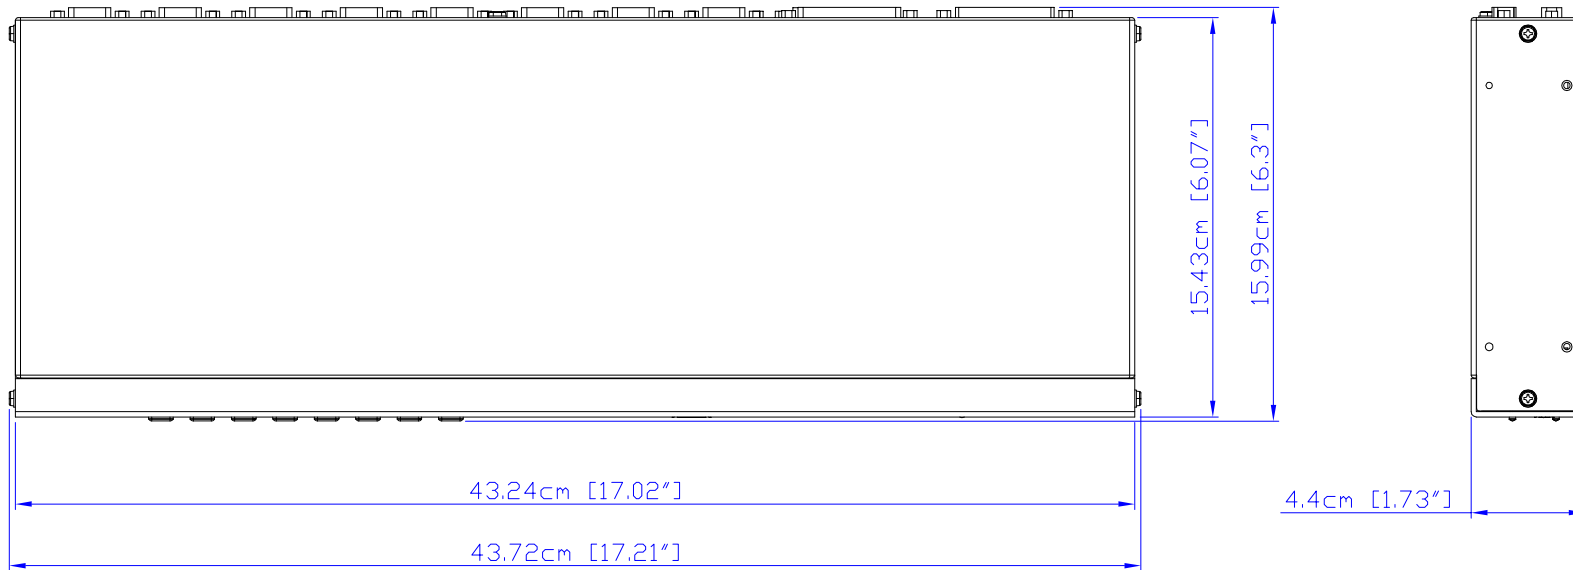 15.43cm [6.07"]
15.99cm [6.3"]
43.24cm [17.02"]
4.4cm [1.73"]
43.72cm [17.21"]